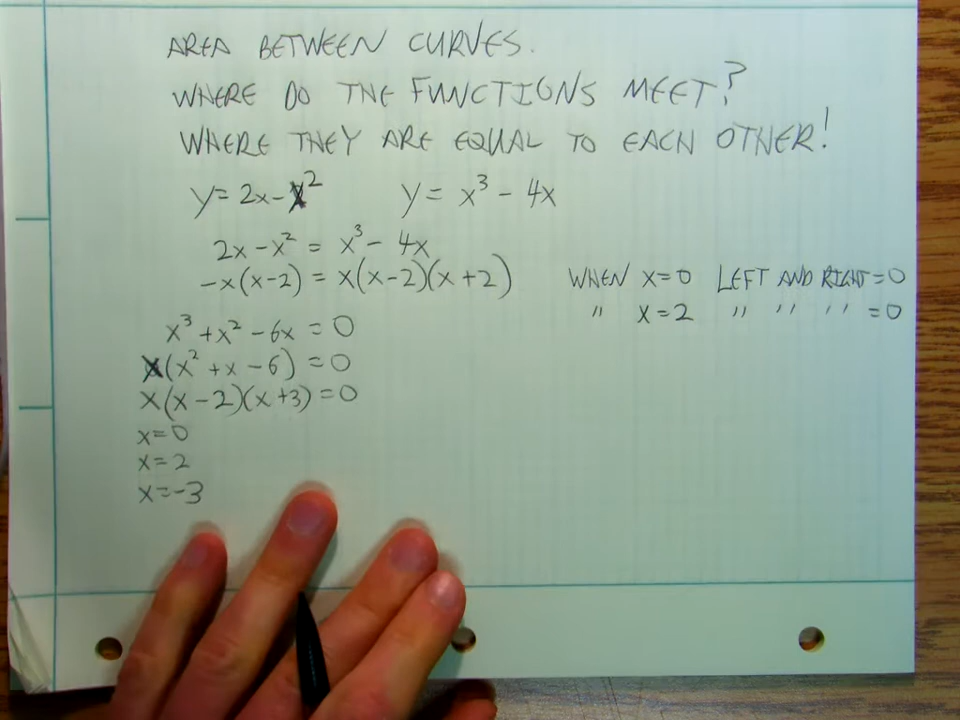 AREA BETWEEN CURVES.
WHERE DO THE FUNCTIONS MEET?
WHERE THEY ARE EQUAL TO EACH OTHER!
y = 2x - x² y = x³ - 4x
2x - x² = x³ - 4x
-x(x-2) = x(x-2)(x+2)
WHEN x=0 LEFT AND RIGHT = 0
" x=2 " " " = 0
x³ + x² - 6x = 0
x(x² + x - 6) = 0
x(x - 2)(x + 3) = 0
x = 0
x = 2
x = -3